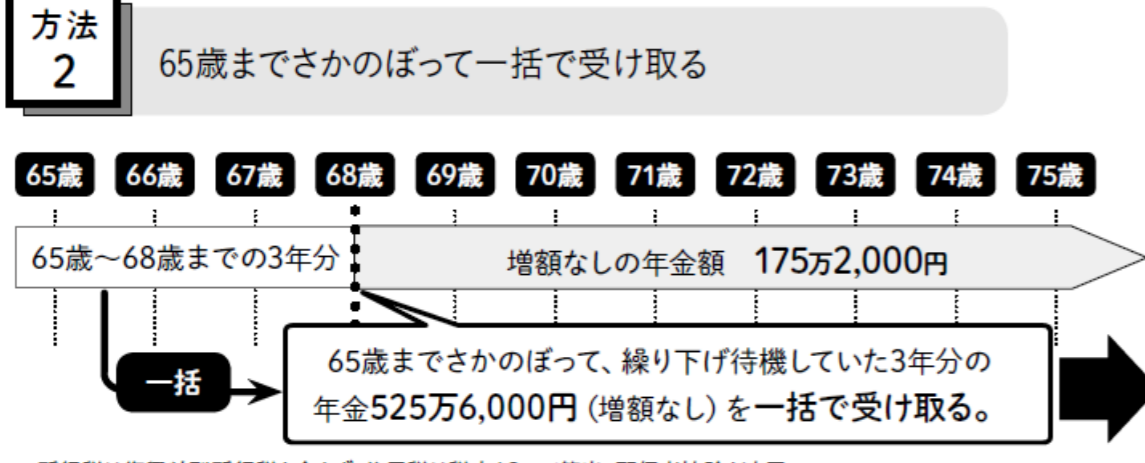 方法
2
65歳までさかのぼって一括で受け取る
65歳 66歳 67歳 68歳 69歳 70歳 71歳 72歳 73歳 74歳 75歳
65歳～68歳までの3年分
増額なしの年金額 175万2,000円
一括
65歳までさかのぼって、繰り下げ待機していた3年分の
年金525万6,000円（増額なし）を一括で受け取る。